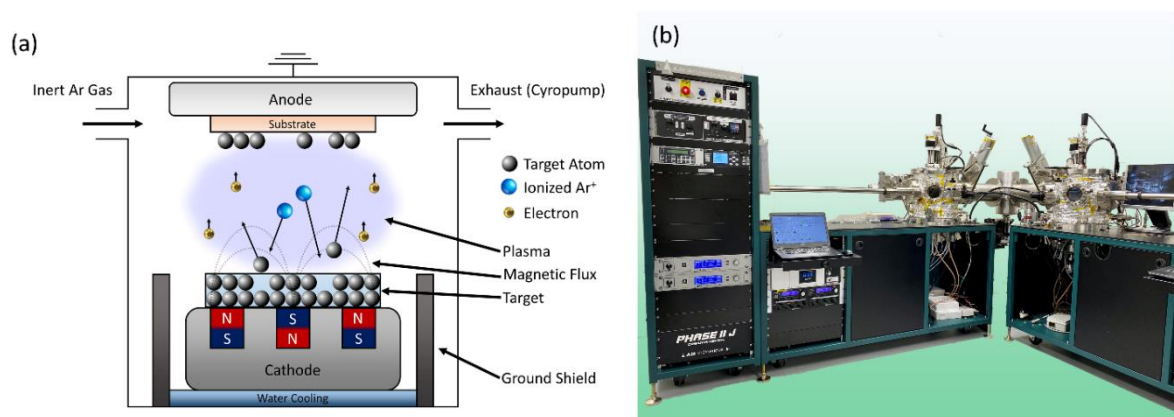 (a)
Inert Ar Gas
Anode
Exhaust (Cyropump)
Substrate
Target Atom
Ionized Ar⁺
Electron
Plasma
Magnetic Flux
Target
N S N
S N S
Cathode
Ground Shield
Water Cooling
(b)
PHASE II J